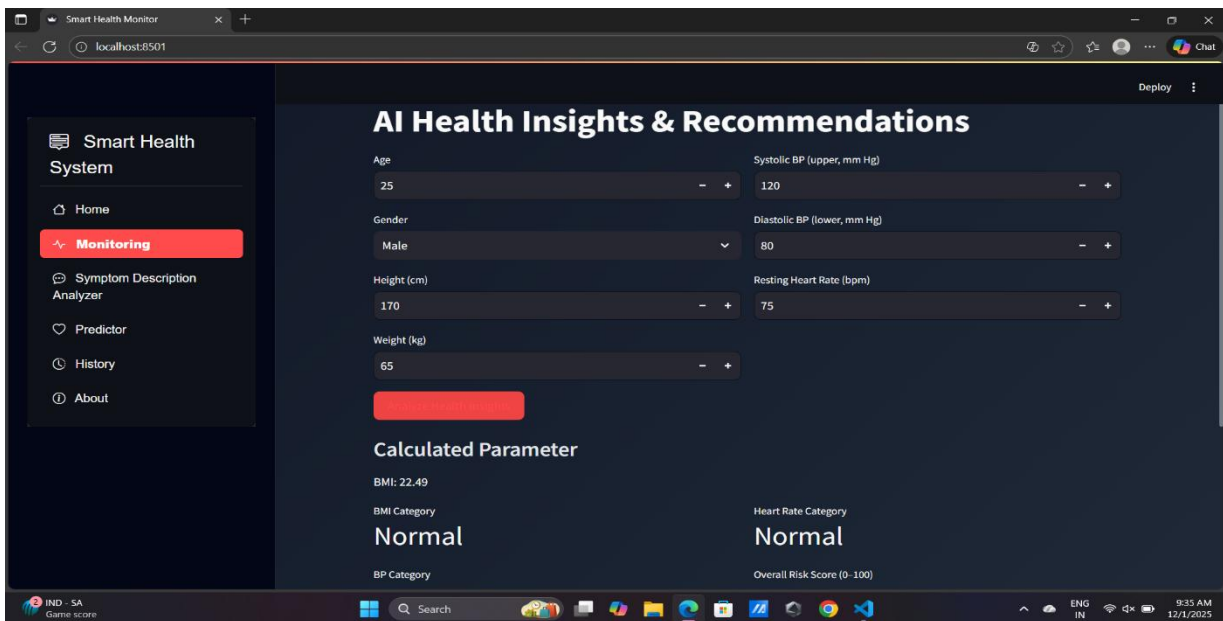 Smart Health Monitor
localhost:8501
Chat
Deploy
Smart Health
System
Home
Monitoring
Symptom Description
Analyzer
Predictor
History
About
AI Health Insights & Recommendations
Age
25
Gender
Male
Height (cm)
170
Weight (kg)
65
Systolic BP (upper, mm Hg)
120
Diastolic BP (lower, mm Hg)
80
Resting Heart Rate (bpm)
75
Calculated Parameter
BMI: 22.49
BMI Category
Normal
Heart Rate Category
Normal
BP Category
Overall Risk Score (0–100)
2
IND - SA
Game score
Search
ENG
IN
9:35 AM
12/1/2025